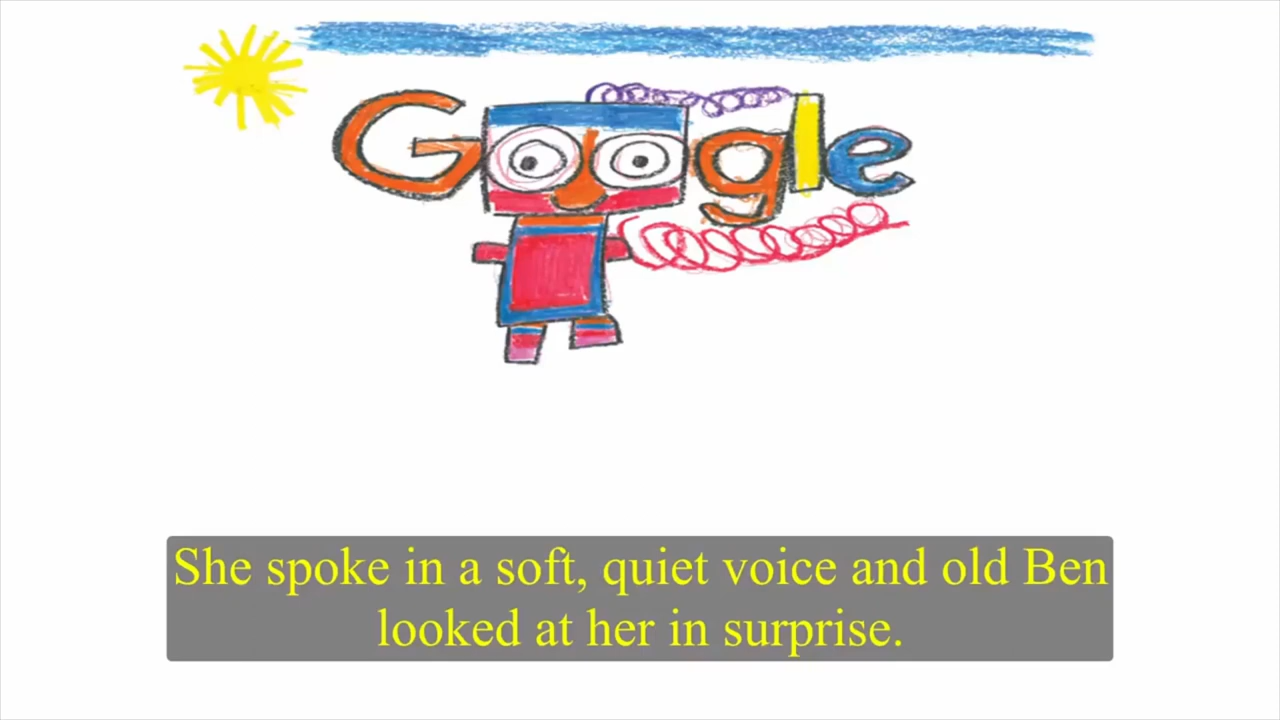 Google
She spoke in a soft, quiet voice and old Ben
looked at her in surprise.